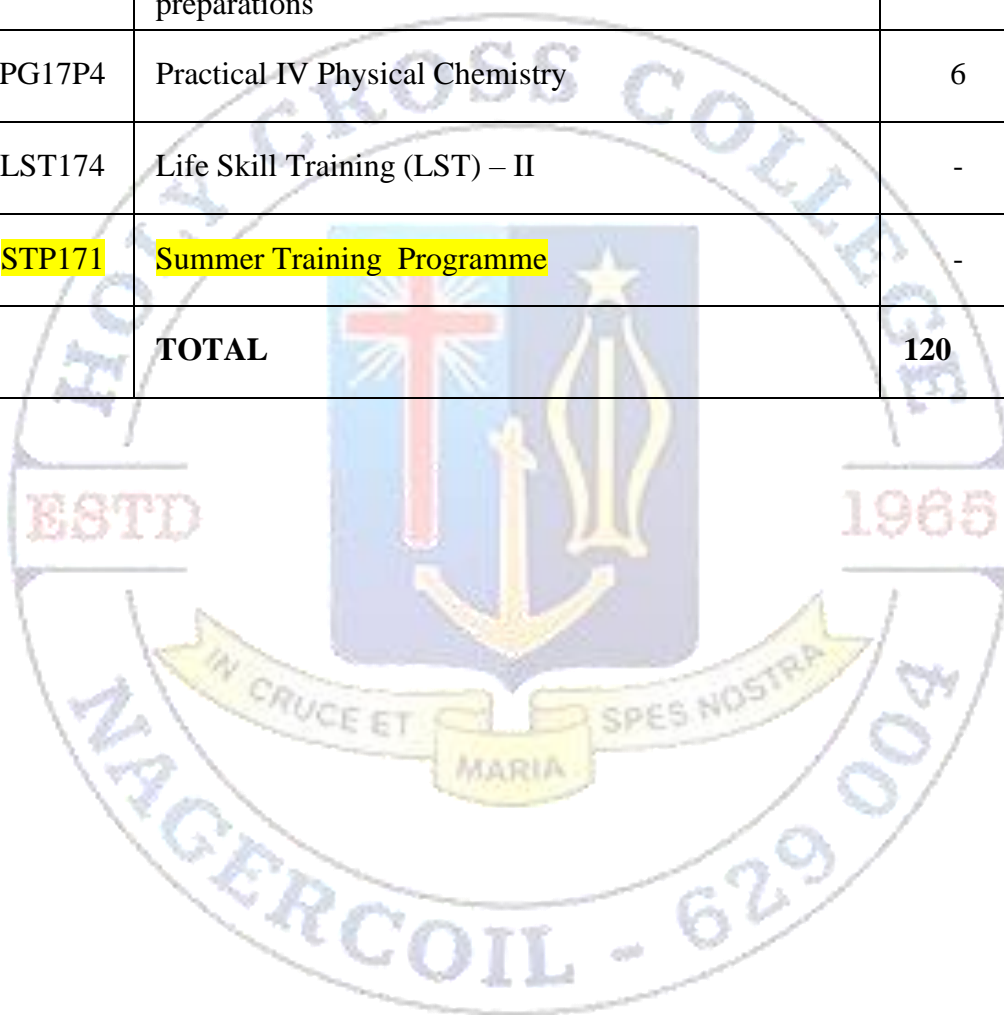 preparations
PG17P4 Practical IV Physical Chemistry 6
LST174 Life Skill Training (LST) – II -
STP171 Summer Training Programme -
TOTAL 120
HOLY CROSS COLLEGE
ESTD 1965
IN CRUCE ET MARIA SPES NOSTRA
NAGERCOIL - 629 004